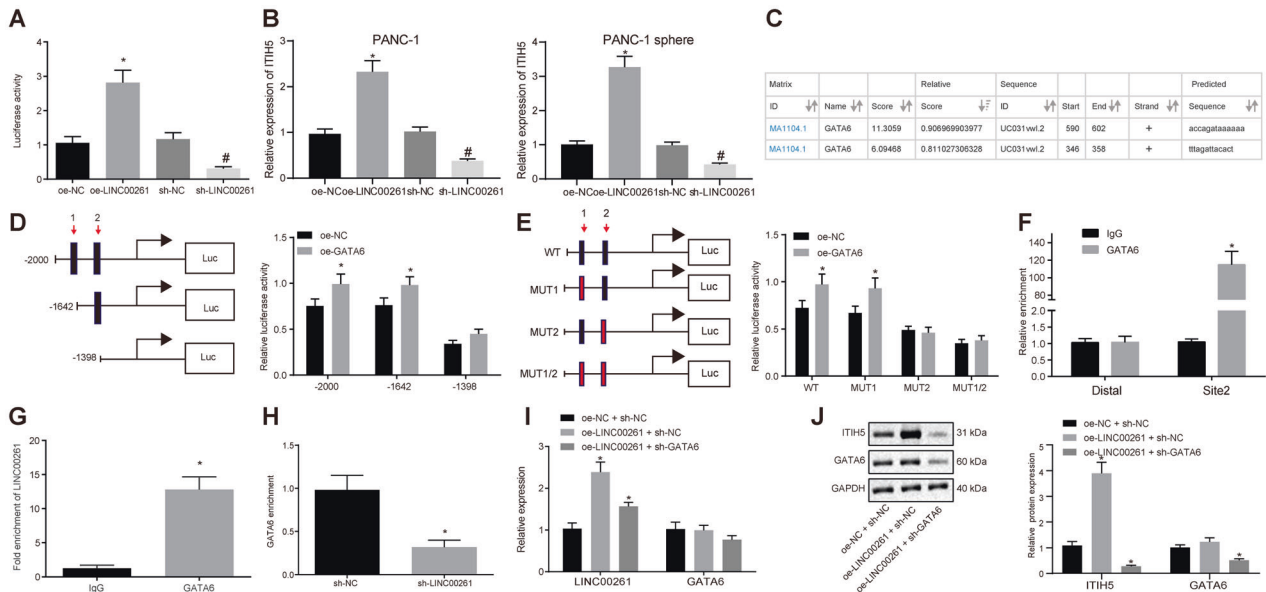 A
Luciferase activity
4
3
2
1
0
*
#
oe-NC
oe-LINC00261
sh-NC
sh-LINC00261
B
PANC-1
Relative expression of ITIH5
3
2
1
0
*
#
oe-NC
oe-LINC00261
sh-NC
sh-LINC00261
PANC-1 sphere
Relative expression of ITIH5
4
3
2
1
0
*
#
oe-NC
oe-LINC00261
sh-NC
sh-LINC00261
C
Matrix Relative Sequence Predicted
ID Name Score Score ID Start End Strand Sequence
MA1104.1 GATA6 11.3059 0.906969903977 UC031vwl.2 590 602 + accagataaaaaa
MA1104.1 GATA6 6.09468 0.811027306328 UC031vwl.2 346 358 + tttagattacact
D
1 2
-2000 Luc
-1642 Luc
-1398 Luc
oe-NC
oe-GATA6
Relative luciferase activity
1.5
1.0
0.5
0.0
*
*
-2000
-1642
-1398
E
1 2
WT Luc
MUT1 Luc
MUT2 Luc
MUT1/2 Luc
oe-NC
oe-GATA6
Relative luciferase activity
1.5
1.0
0.5
0.0
*
*
WT
MUT1
MUT2
MUT1/2
F
IgG
GATA6
Relative enrichment
140
120
100
80
2.0
1.5
1.0
0.5
0.0
*
Distal
Site2
G
Fold enrichment of LINC00261
20
15
10
5
0
*
IgG
GATA6
H
GATA6 enrichment
1.5
1.0
0.5
0.0
*
sh-NC
sh-LINC00261
I
oe-NC + sh-NC
oe-LINC00261 + sh-NC
oe-LINC00261 + sh-GATA6
Relative expression
3
2
1
0
*
*
LINC00261
GATA6
J
ITIH5 31 kDa
GATA6 60 kDa
GAPDH 40 kDa
oe-NC + sh-NC
oe-LINC00261 + sh-NC
oe-LINC00261 + sh-GATA6
oe-NC + sh-NC
oe-LINC00261 + sh-NC
oe-LINC00261 + sh-GATA6
Relative protein expression
5
4
3
2
1
0
*
*
*
ITIH5
GATA6